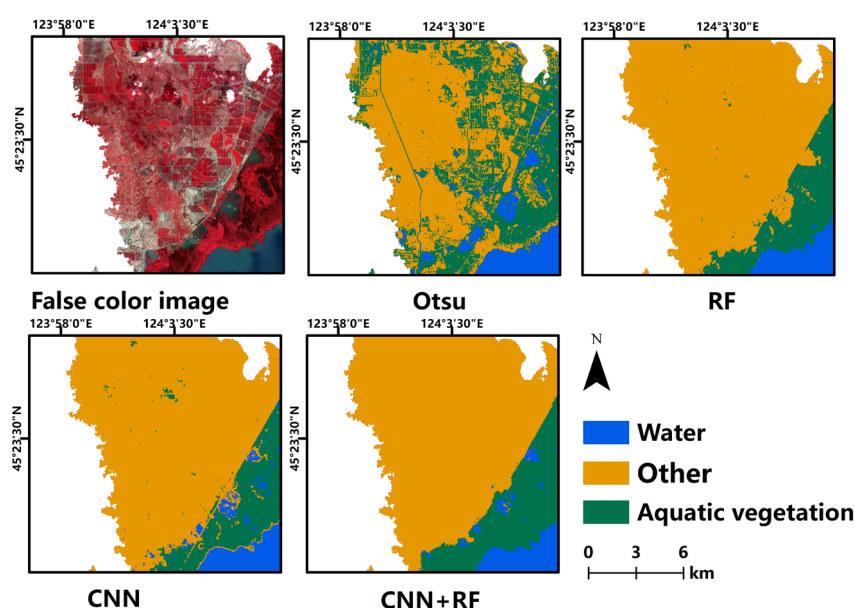 123°58'0"E 124°3'30"E
123°58'0"E 124°3'30"E
123°58'0"E 124°3'30"E
45°23'30"N
45°23'30"N
45°23'30"N
False color image
Otsu
RF
123°58'0"E 124°3'30"E
123°58'0"E 124°3'30"E
45°23'30"N
45°23'30"N
N
Water
Other
Aquatic vegetation
0 3 6
km
CNN
CNN+RF